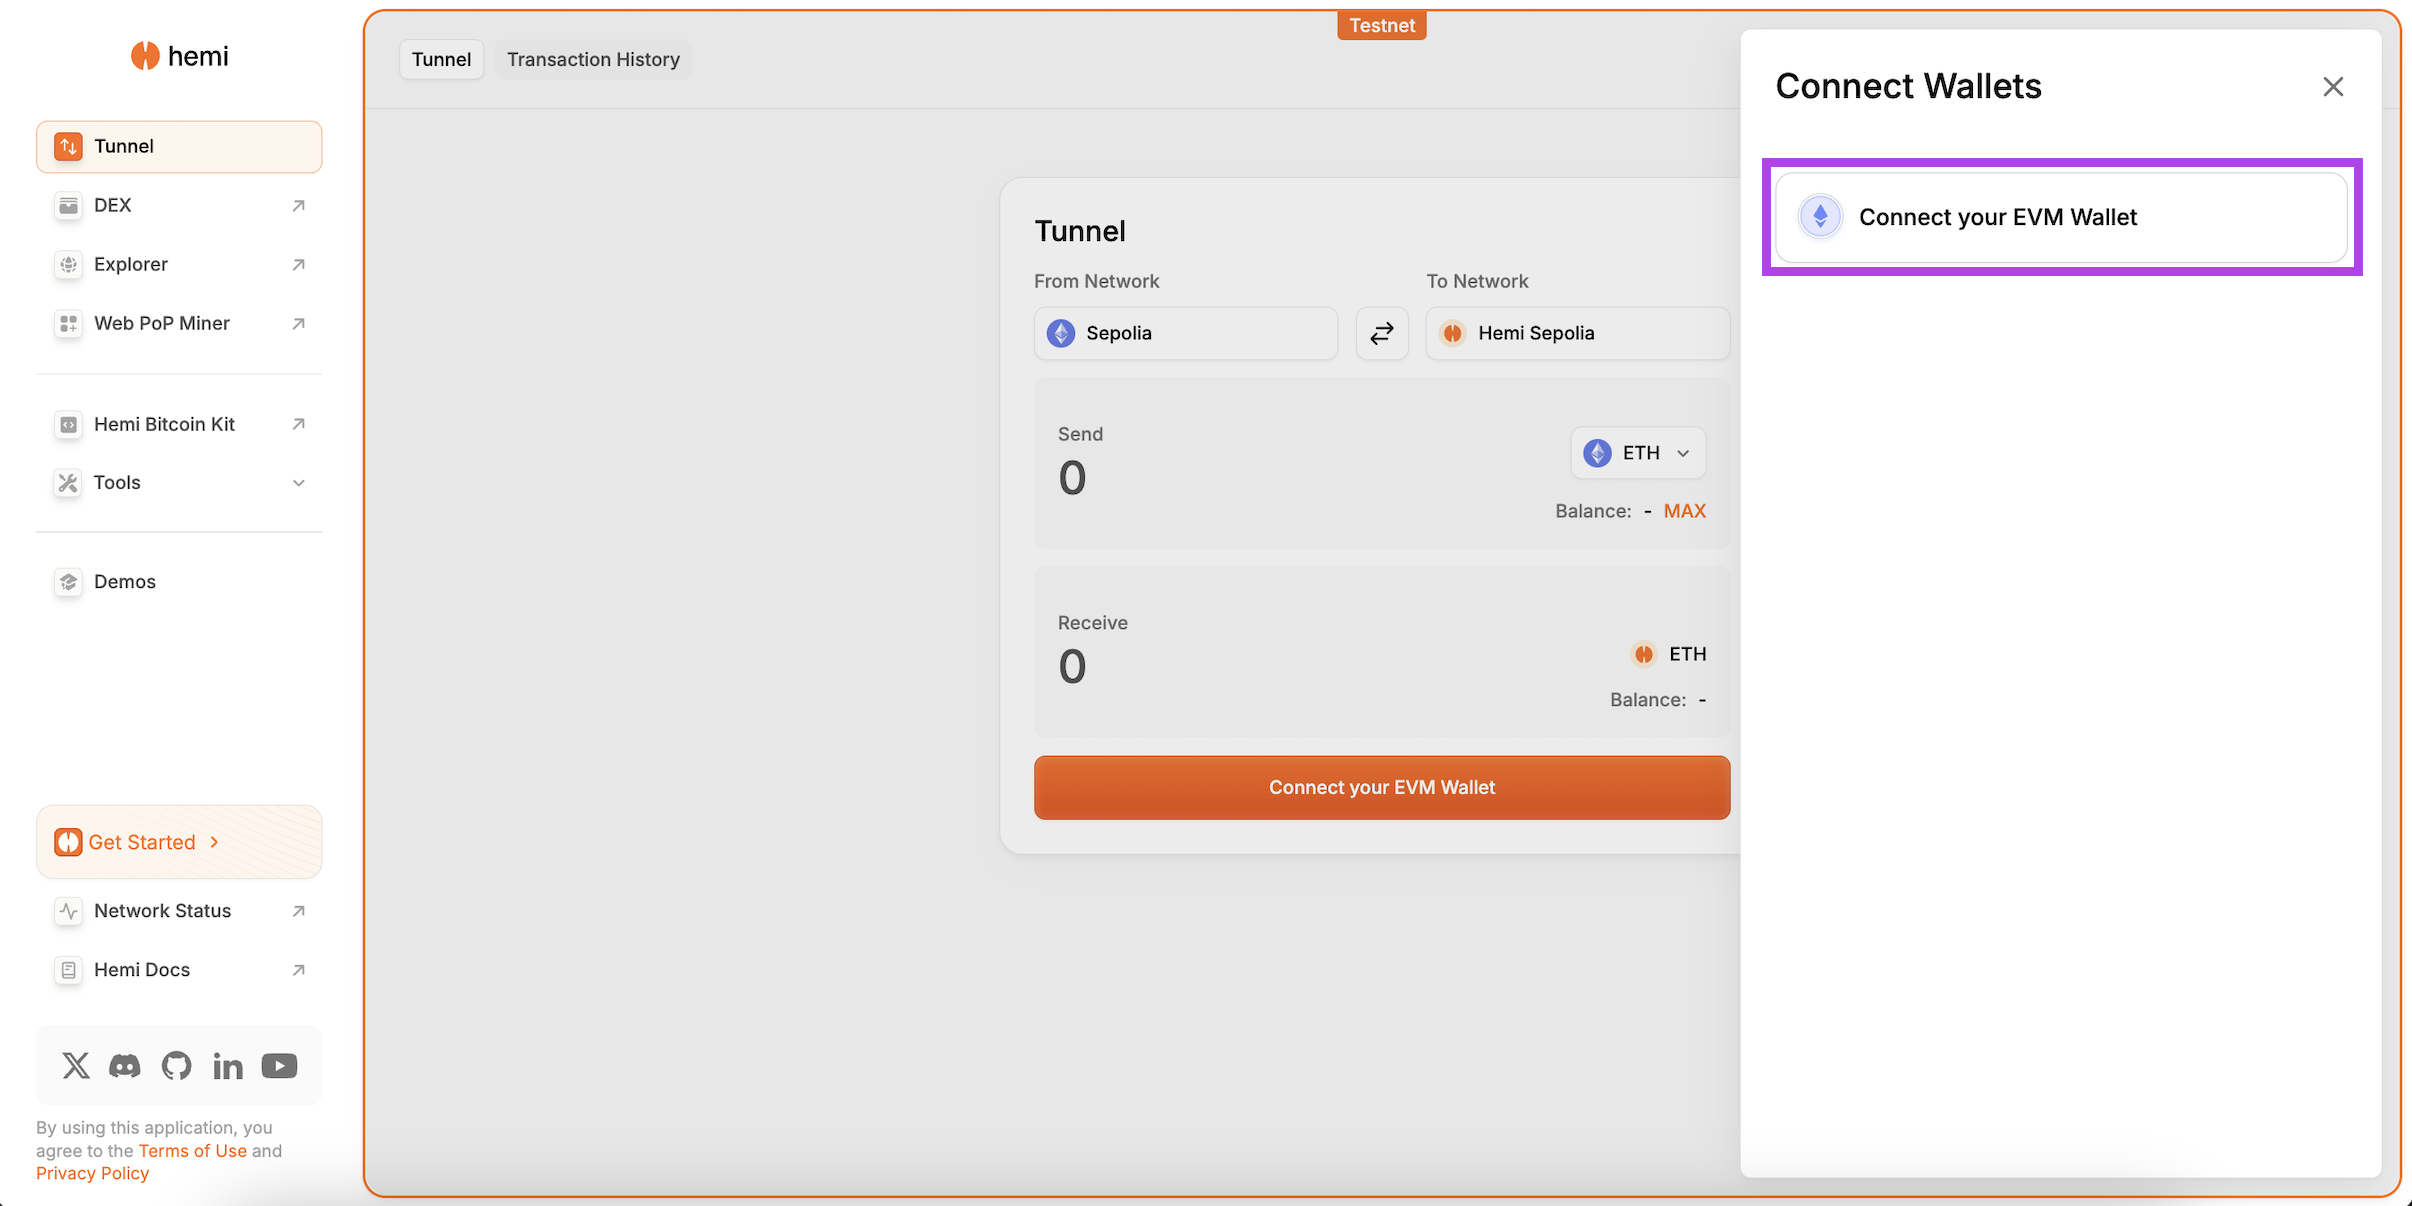 hemi
Tunnel
DEX
Explorer
Web PoP Miner
Hemi Bitcoin Kit
Tools
Demos
Get Started
Network Status
Hemi Docs
By using this application, you
agree to the Terms of Use and
Privacy Policy
Testnet
Tunnel
Transaction History
Tunnel
From Network
To Network
Sepolia
Hemi Sepolia
Send
0
ETH
Balance: - MAX
Receive
0
ETH
Balance: -
Connect your EVM Wallet
Connect Wallets
Connect your EVM Wallet